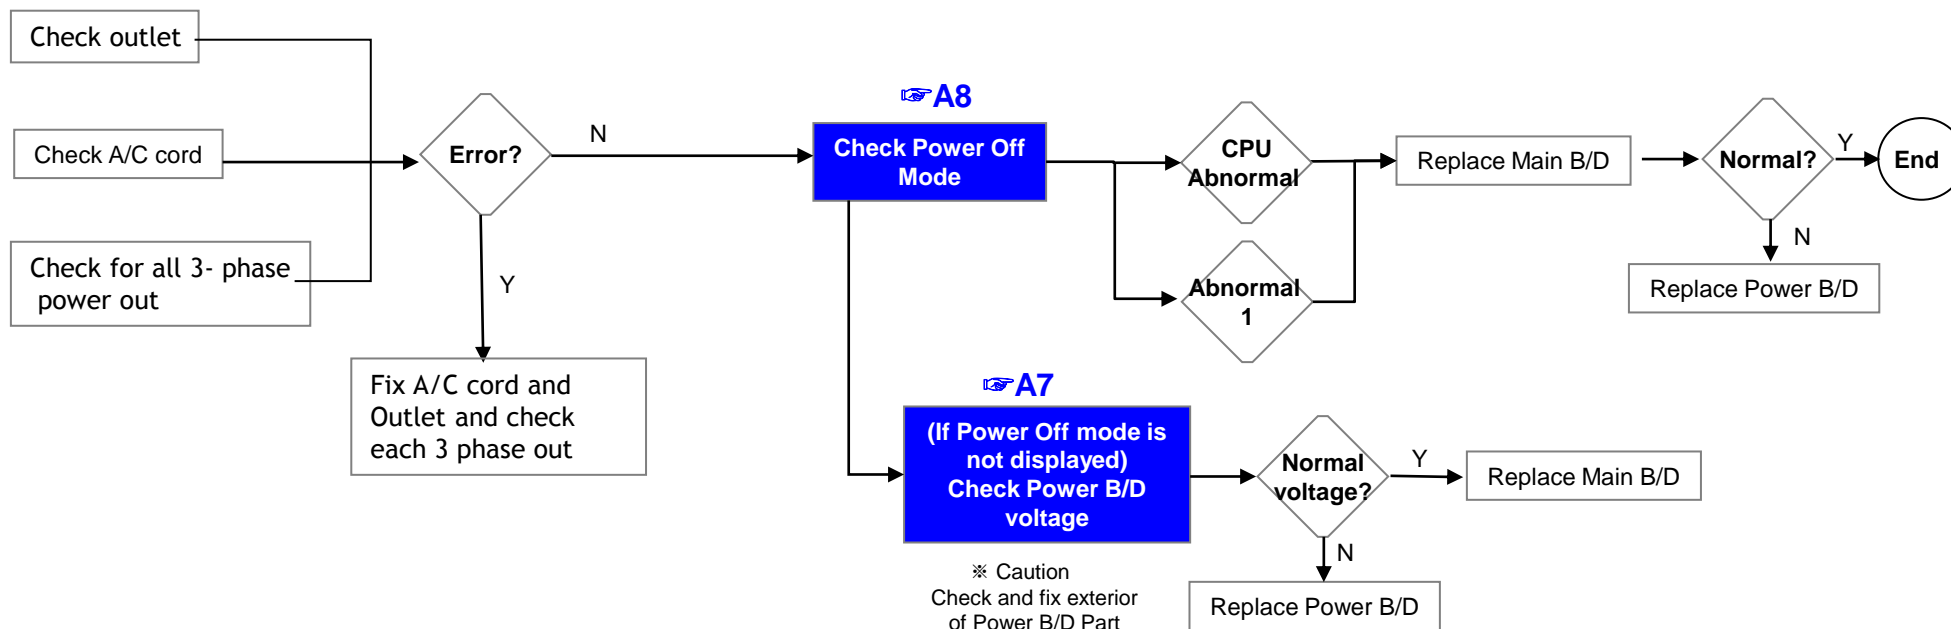 Check outlet
Check A/C cord
Check for all 3- phase
power out
Error?
N
Y
Fix A/C cord and
Outlet and check
each 3 phase out
☞A8
Check Power Off
Mode
CPU
Abnormal
Abnormal
1
Replace Main B/D
Normal?
Y
End
N
Replace Power B/D
☞A7
(If Power Off mode is
not displayed)
Check Power B/D
voltage
※ Caution
Check and fix exterior
of Power B/D Part
Normal
voltage?
Y
Replace Main B/D
N
Replace Power B/D